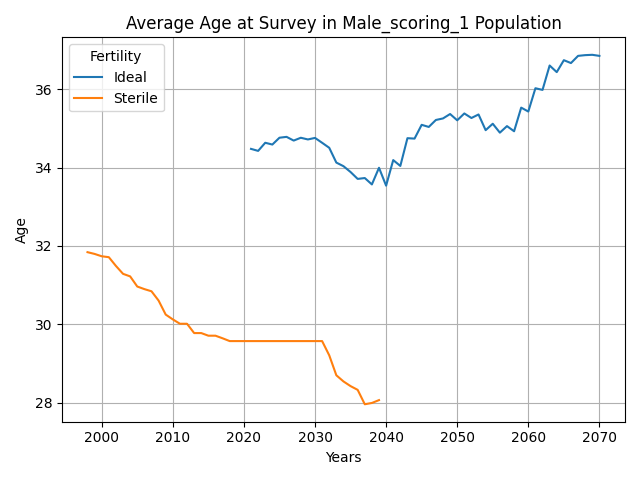 Average Age at Survey in Male_scoring_1 Population
Fertility
Ideal
Sterile
Age
36
34
32
30
28
2000 2010 2020 2030 2040 2050 2060 2070
Years